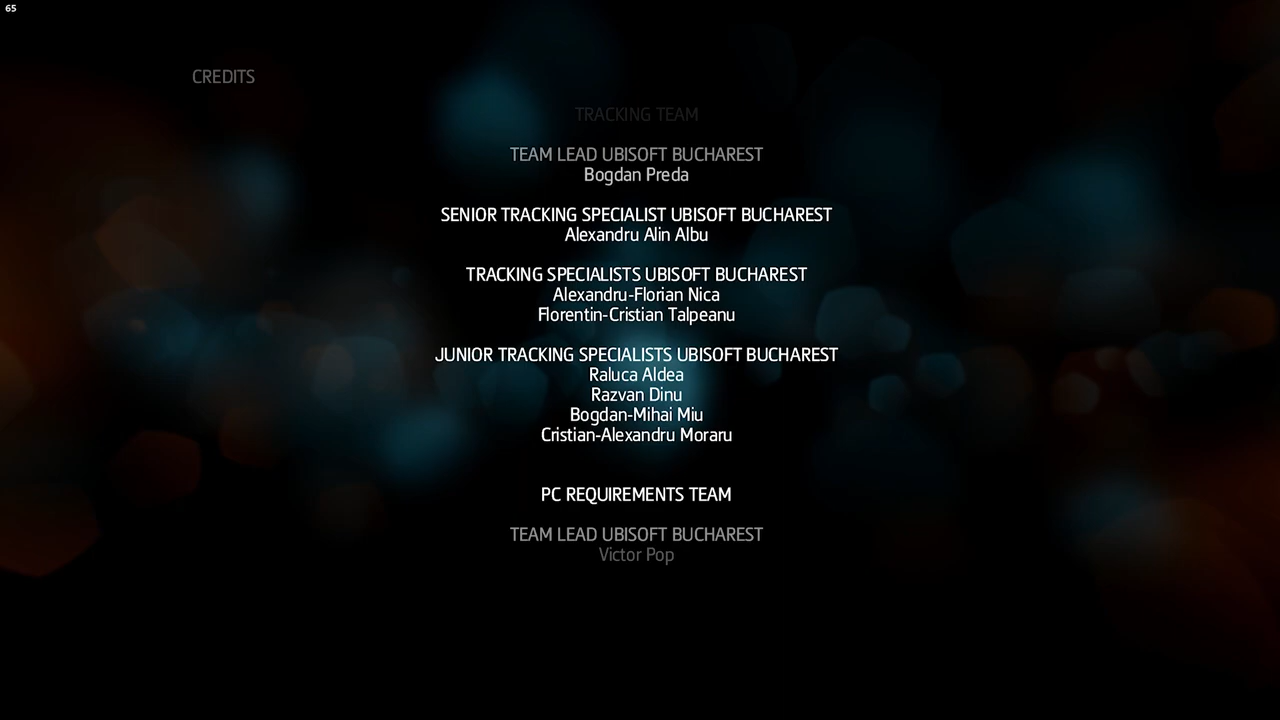 65
CREDITS
TRACKING TEAM
TEAM LEAD UBISOFT BUCHAREST
Bogdan Preda
SENIOR TRACKING SPECIALIST UBISOFT BUCHAREST
Alexandru Alin Albu
TRACKING SPECIALISTS UBISOFT BUCHAREST
Alexandru-Florian Nica
Florentin-Cristian Talpeanu
JUNIOR TRACKING SPECIALISTS UBISOFT BUCHAREST
Raluca Aldea
Razvan Dinu
Bogdan-Mihai Miu
Cristian-Alexandru Moraru
PC REQUIREMENTS TEAM
TEAM LEAD UBISOFT BUCHAREST
Victor Pop